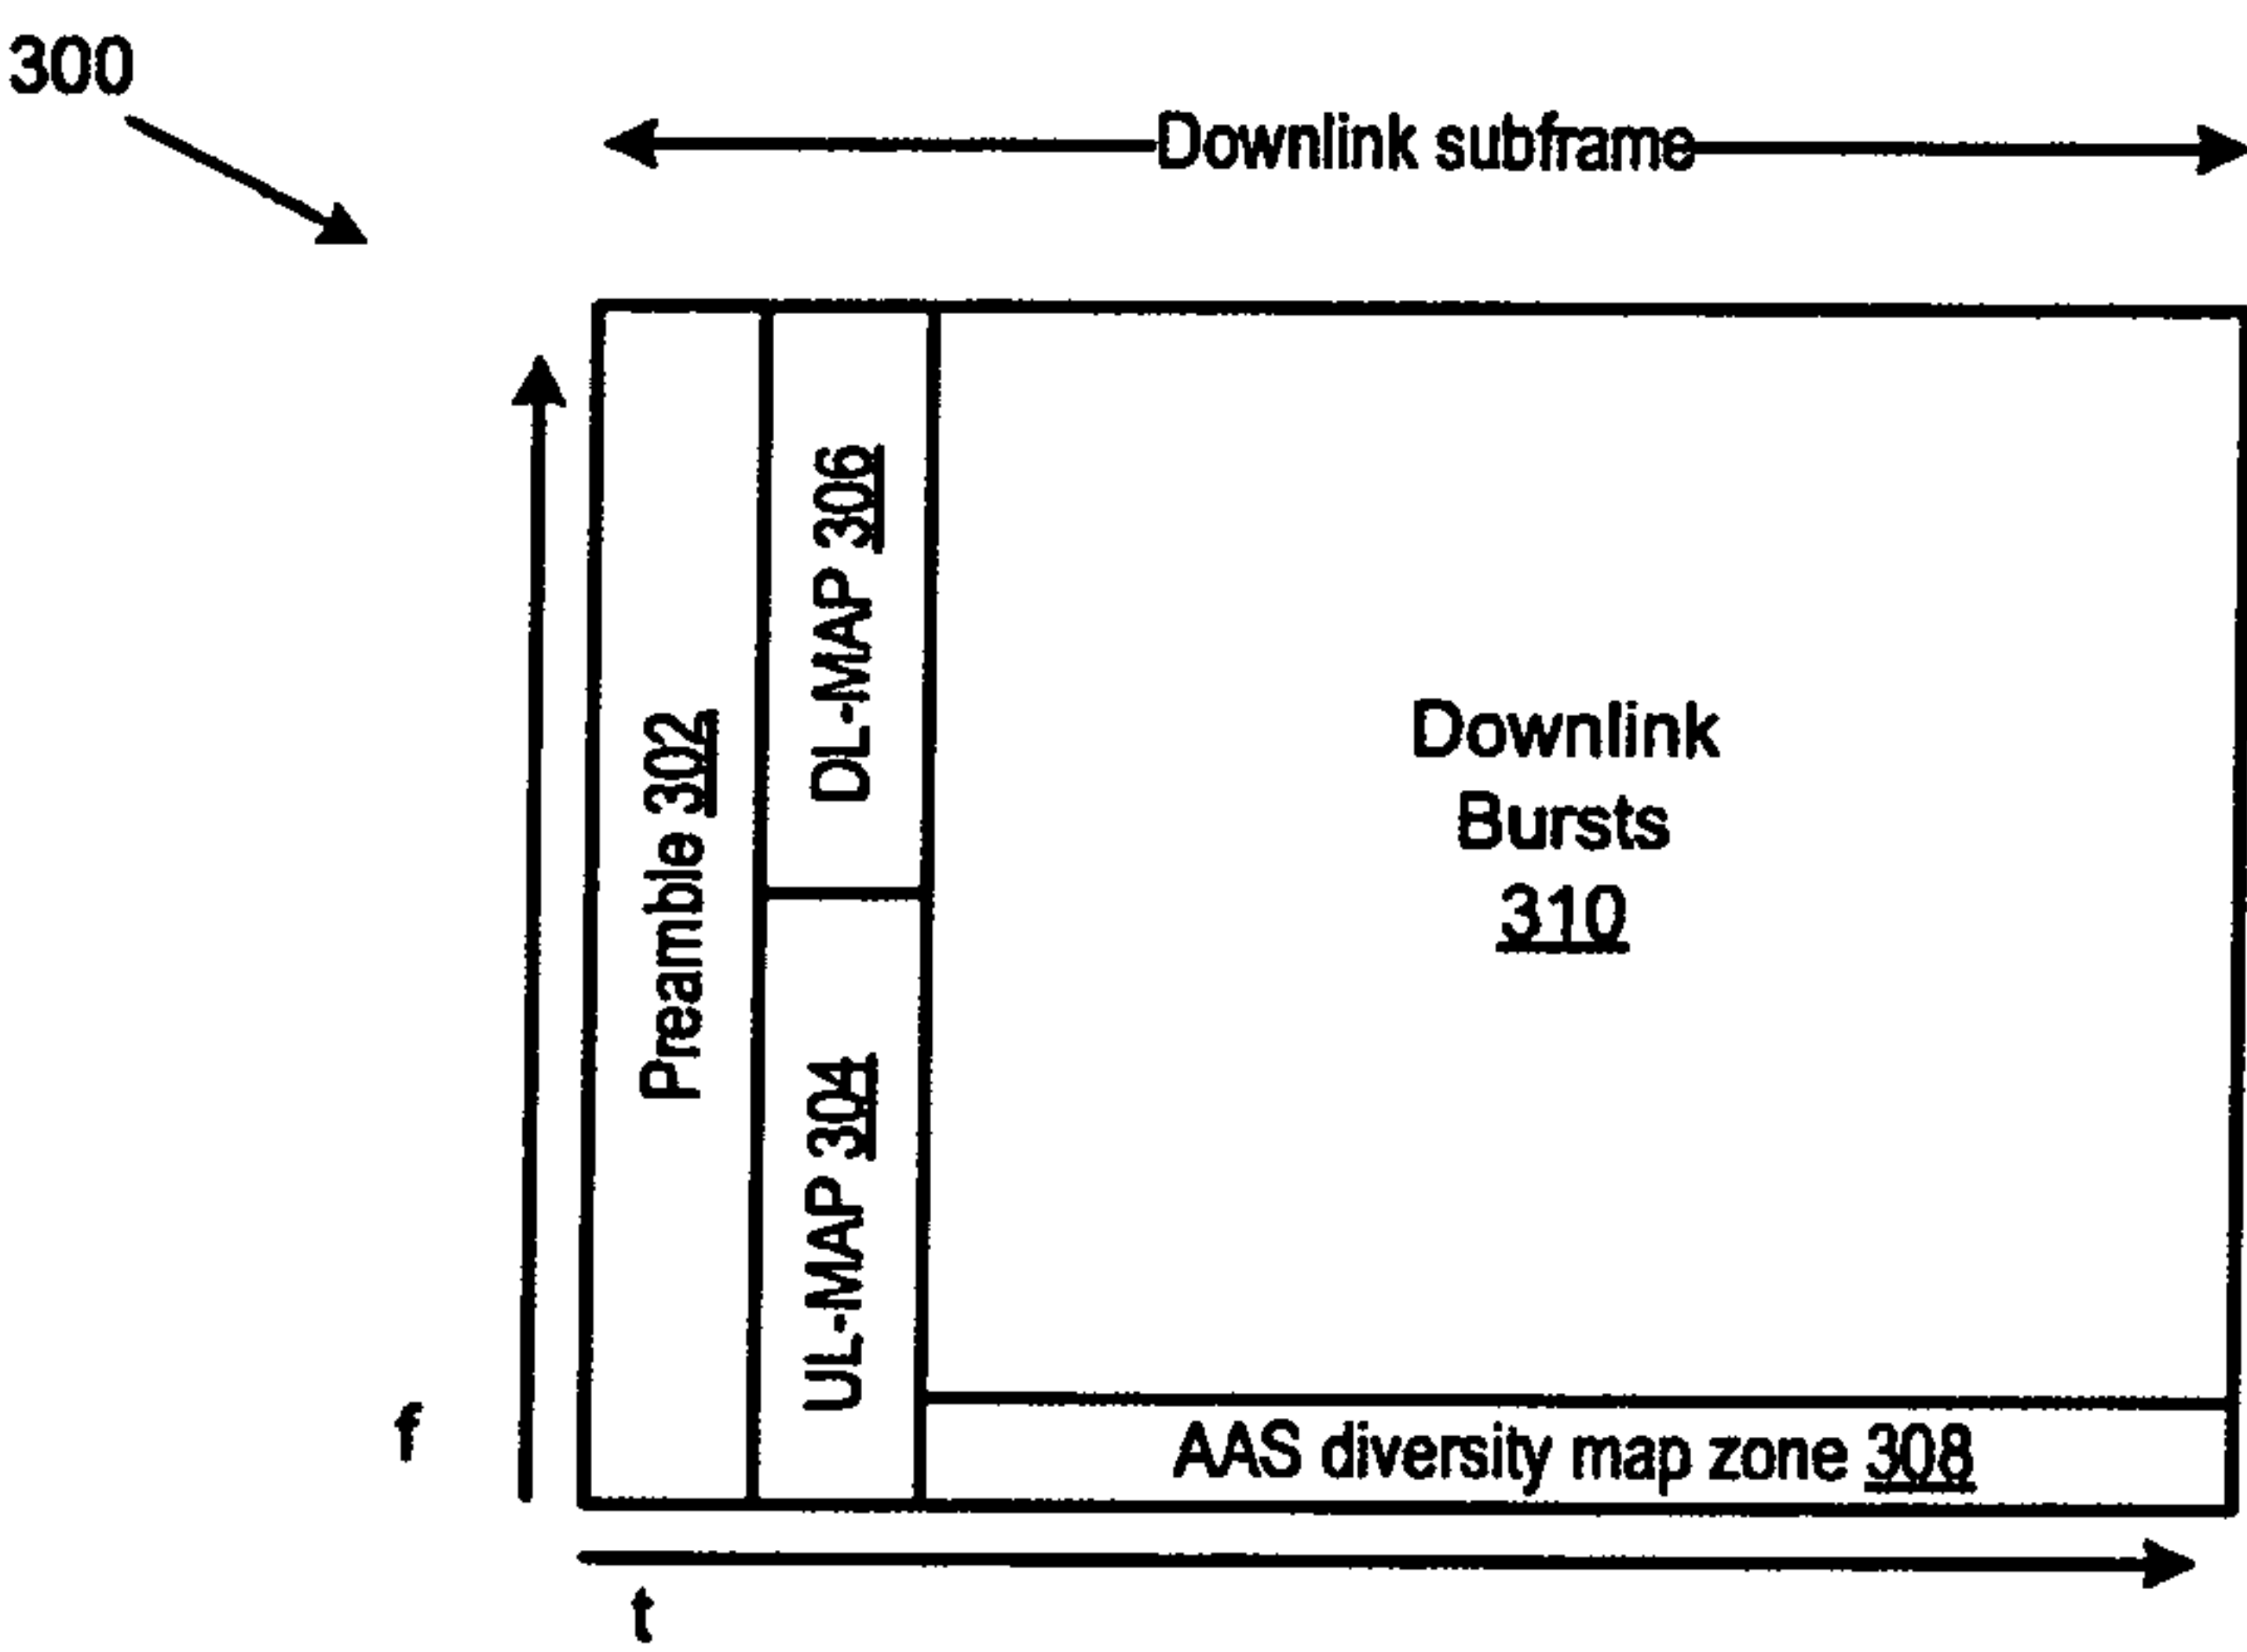 300
Downlink subframe
Preamble 302
DL-MAP 306
UL-MAP 304
Downlink
Bursts
310
AAS diversity map zone 308
f
t